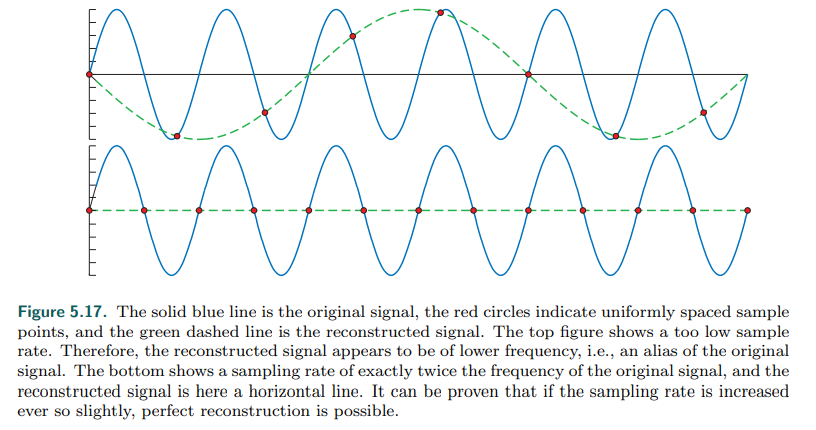 Figure 5.17. The solid blue line is the original signal, the red circles indicate uniformly spaced sample
points, and the green dashed line is the reconstructed signal. The top figure shows a too low sample
rate. Therefore, the reconstructed signal appears to be of lower frequency, i.e., an alias of the original
signal. The bottom shows a sampling rate of exactly twice the frequency of the original signal, and the
reconstructed signal is here a horizontal line. It can be proven that if the sampling rate is increased
ever so slightly, perfect reconstruction is possible.